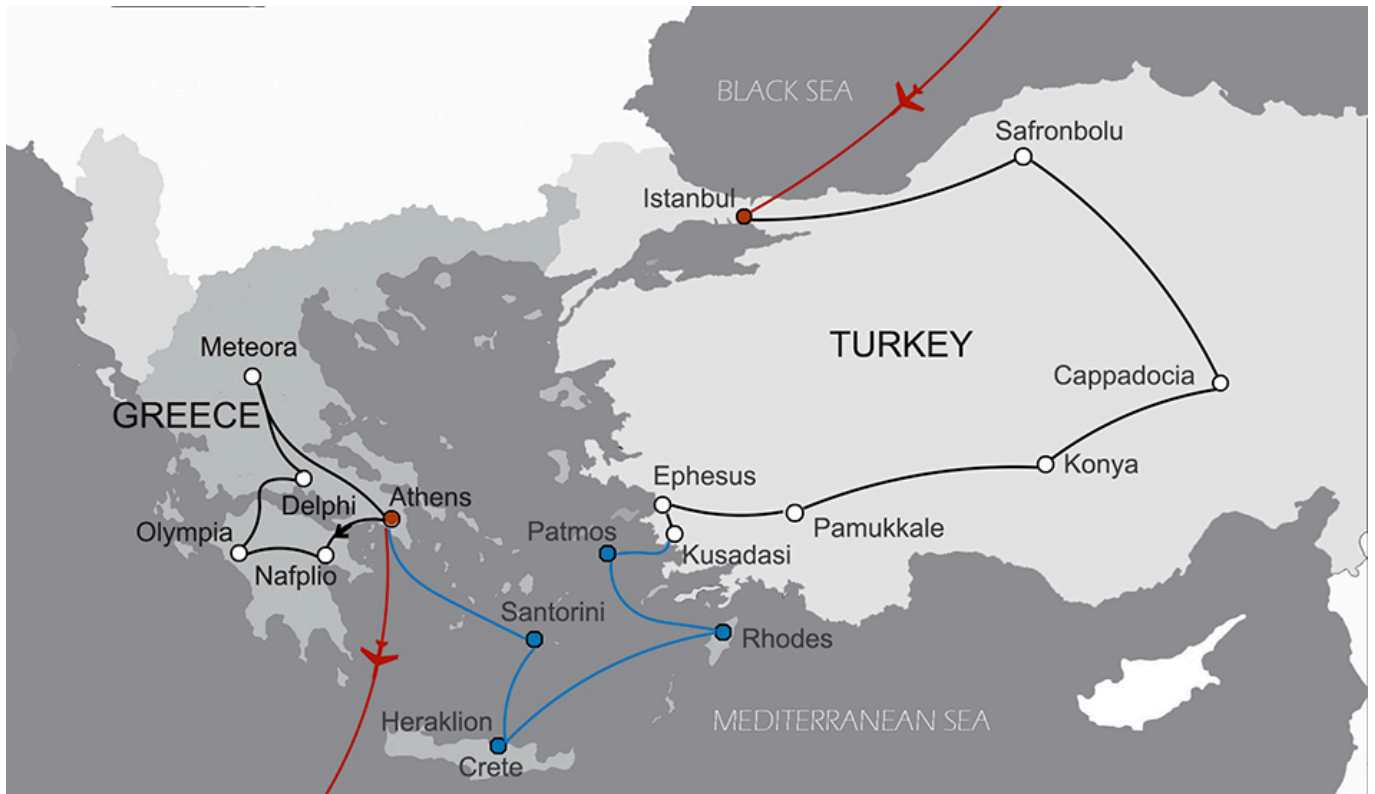 BLACK SEA
Safronbolu
Istanbul
TURKEY
Meteora
Cappadocia
GREECE
Konya
Ephesus
Delphi
Athens
Pamukkale
Olympia
Patmos
Kusadasi
Nafplio
Santorini
Rhodes
Heraklion
MEDITERRANEAN SEA
Crete